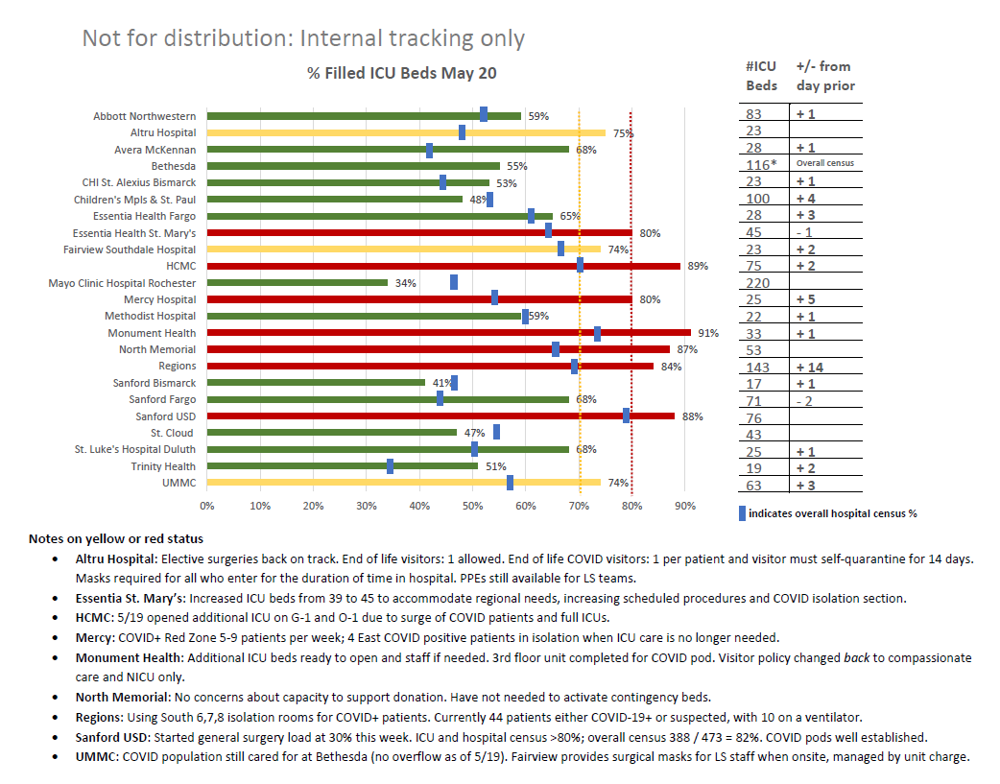 Not for distribution: Internal tracking only
% Filled ICU Beds May 20
#ICU Beds
+/- from day prior
Abbott Northwestern 59% 83 + 1
Altru Hospital 75% 23
Avera McKennan 68% 28 + 1
Bethesda 55% 116* Overall census
CHI St. Alexius Bismarck 53% 23 + 1
Children's Mpls & St. Paul 48% 100 + 4
Essentia Health Fargo 65% 28 + 3
Essentia Health St. Mary's 80% 45 - 1
Fairview Southdale Hospital 74% 23 + 2
HCMC 89% 75 + 2
Mayo Clinic Hospital Rochester 34% 220
Mercy Hospital 80% 25 + 5
Methodist Hospital 59% 22 + 1
Monument Health 91% 33 + 1
North Memorial 87% 53
Regions 84% 143 + 14
Sanford Bismarck 41% 17 + 1
Sanford Fargo 68% 71 - 2
Sanford USD 88% 76
St. Cloud 47% 43
St. Luke's Hospital Duluth 68% 25 + 1
Trinity Health 51% 19 + 2
UMMC 74% 63 + 3
0% 10% 20% 30% 40% 50% 60% 70% 80% 90%
indicates overall hospital census %
Notes on yellow or red status
• Altru Hospital: Elective surgeries back on track. End of life visitors: 1 allowed. End of life COVID visitors: 1 per patient and visitor must self-quarantine for 14 days.
Masks required for all who enter for the duration of time in hospital. PPEs still available for LS teams.
• Essentia St. Mary's: Increased ICU beds from 39 to 45 to accommodate regional needs, increasing scheduled procedures and COVID isolation section.
• HCMC: 5/19 opened additional ICU on G-1 and O-1 due to surge of COVID patients and full ICUs.
• Mercy: COVID+ Red Zone 5-9 patients per week; 4 East COVID positive patients in isolation when ICU care is no longer needed.
• Monument Health: Additional ICU beds ready to open and staff if needed. 3rd floor unit completed for COVID pod. Visitor policy changed back to compassionate
care and NICU only.
• North Memorial: No concerns about capacity to support donation. Have not needed to activate contingency beds.
• Regions: Using South 6,7,8 isolation rooms for COVID+ patients. Currently 44 patients either COVID-19+ or suspected, with 10 on a ventilator.
• Sanford USD: Started general surgery load at 30% this week. ICU and hospital census >80%; overall census 388 / 473 = 82%. COVID pods well established.
• UMMC: COVID population still cared for at Bethesda (no overflow as of 5/19). Fairview provides surgical masks for LS staff when onsite, managed by unit charge.